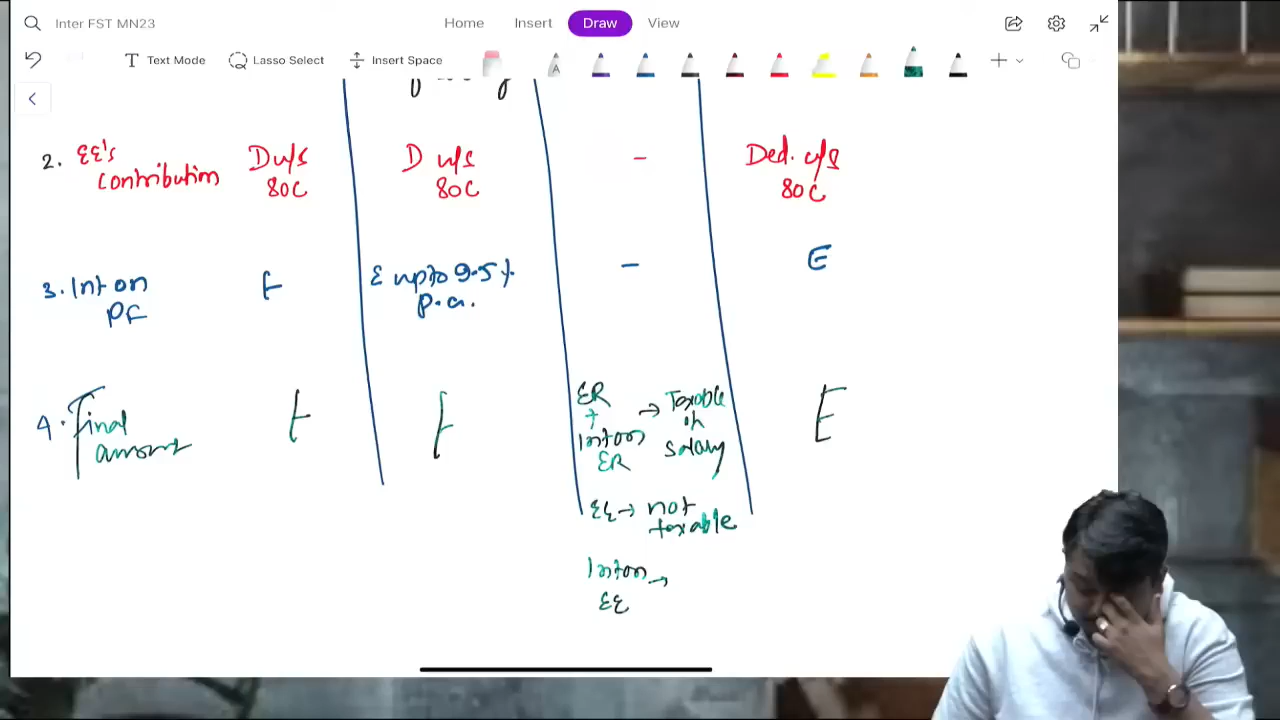 Inter FST MN23
Home Insert Draw View
Text Mode Lasso Select Insert Space
2. EE's contribution
D u/s 80C
D u/s 80C
-
Ded. u/s 80C
3. Int on PF
E
E upto 9.5% p.a.
-
E
4. Final amount
E
E
ER + Int on ER → Taxable in salary
EE → not taxable
Int on EE →
E